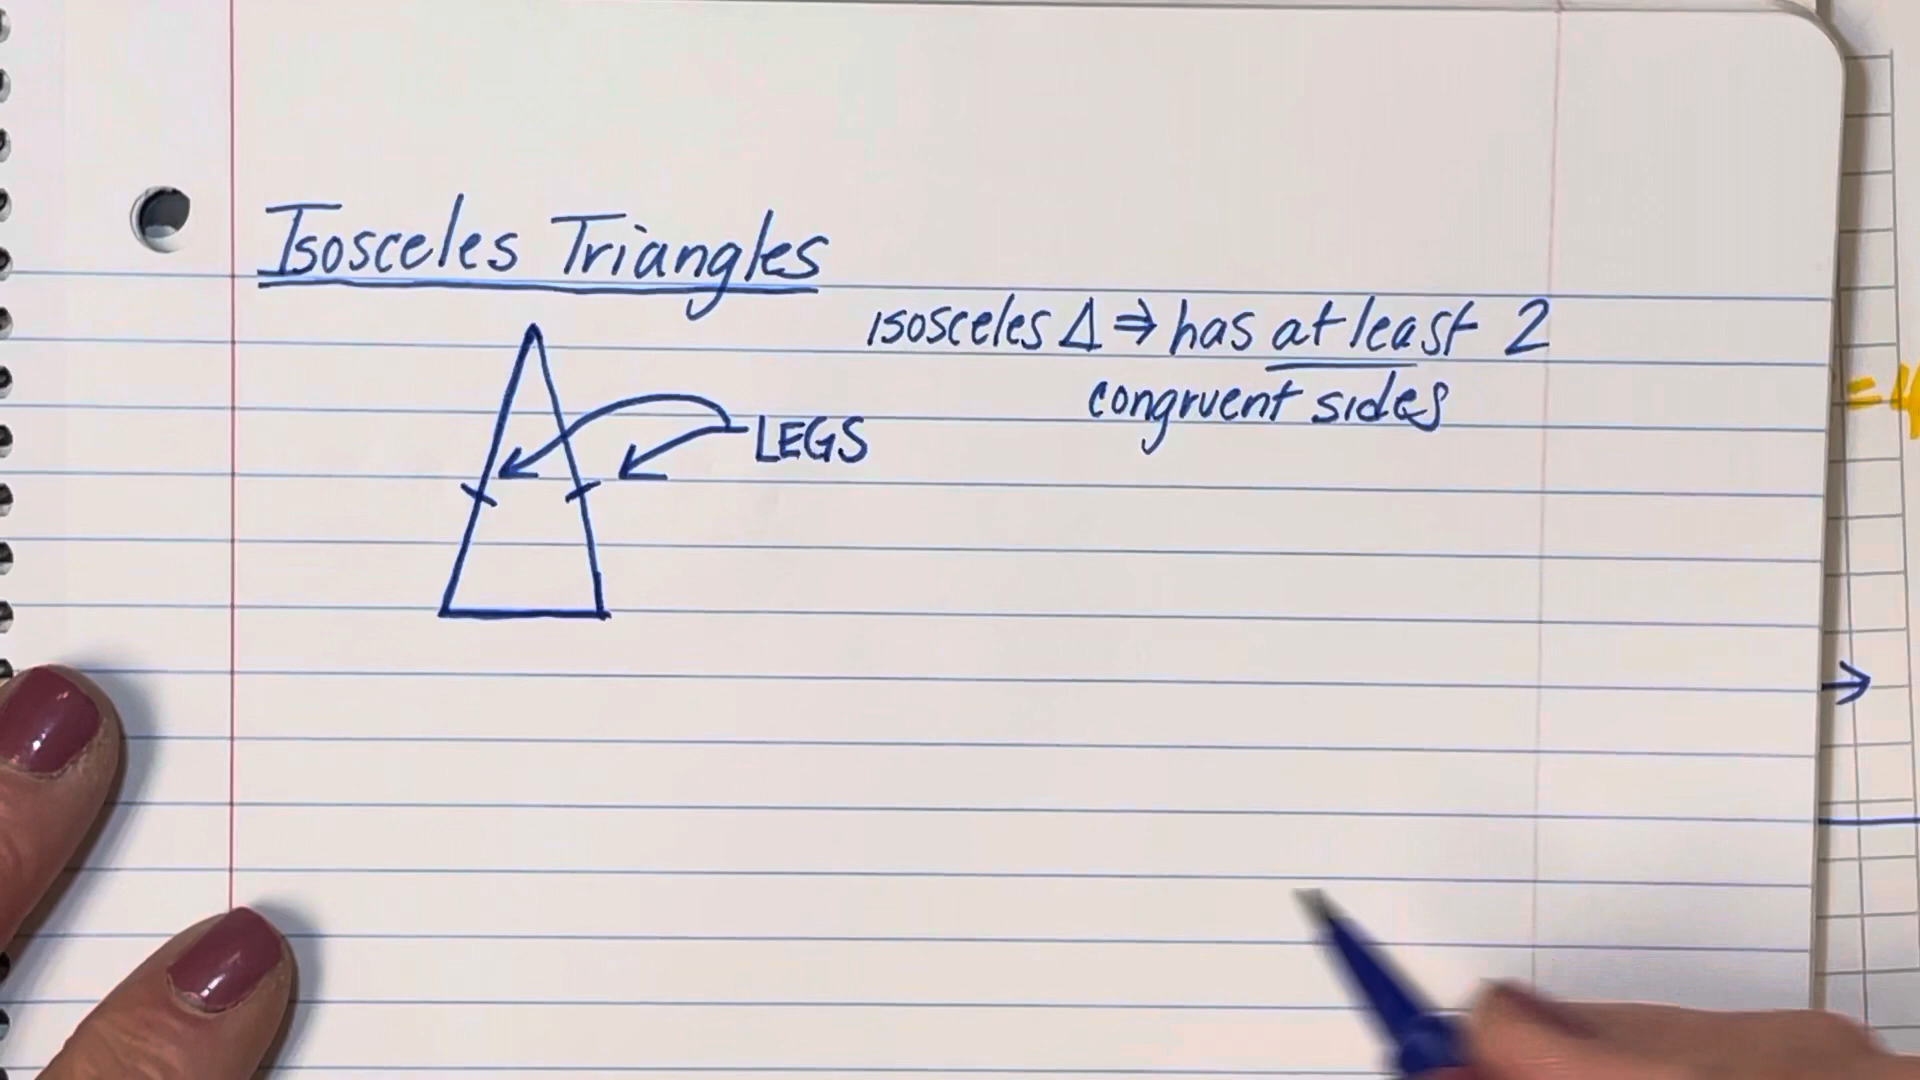 Isosceles Triangles
isosceles Δ ⇒ has at least 2
congruent sides
LEGS